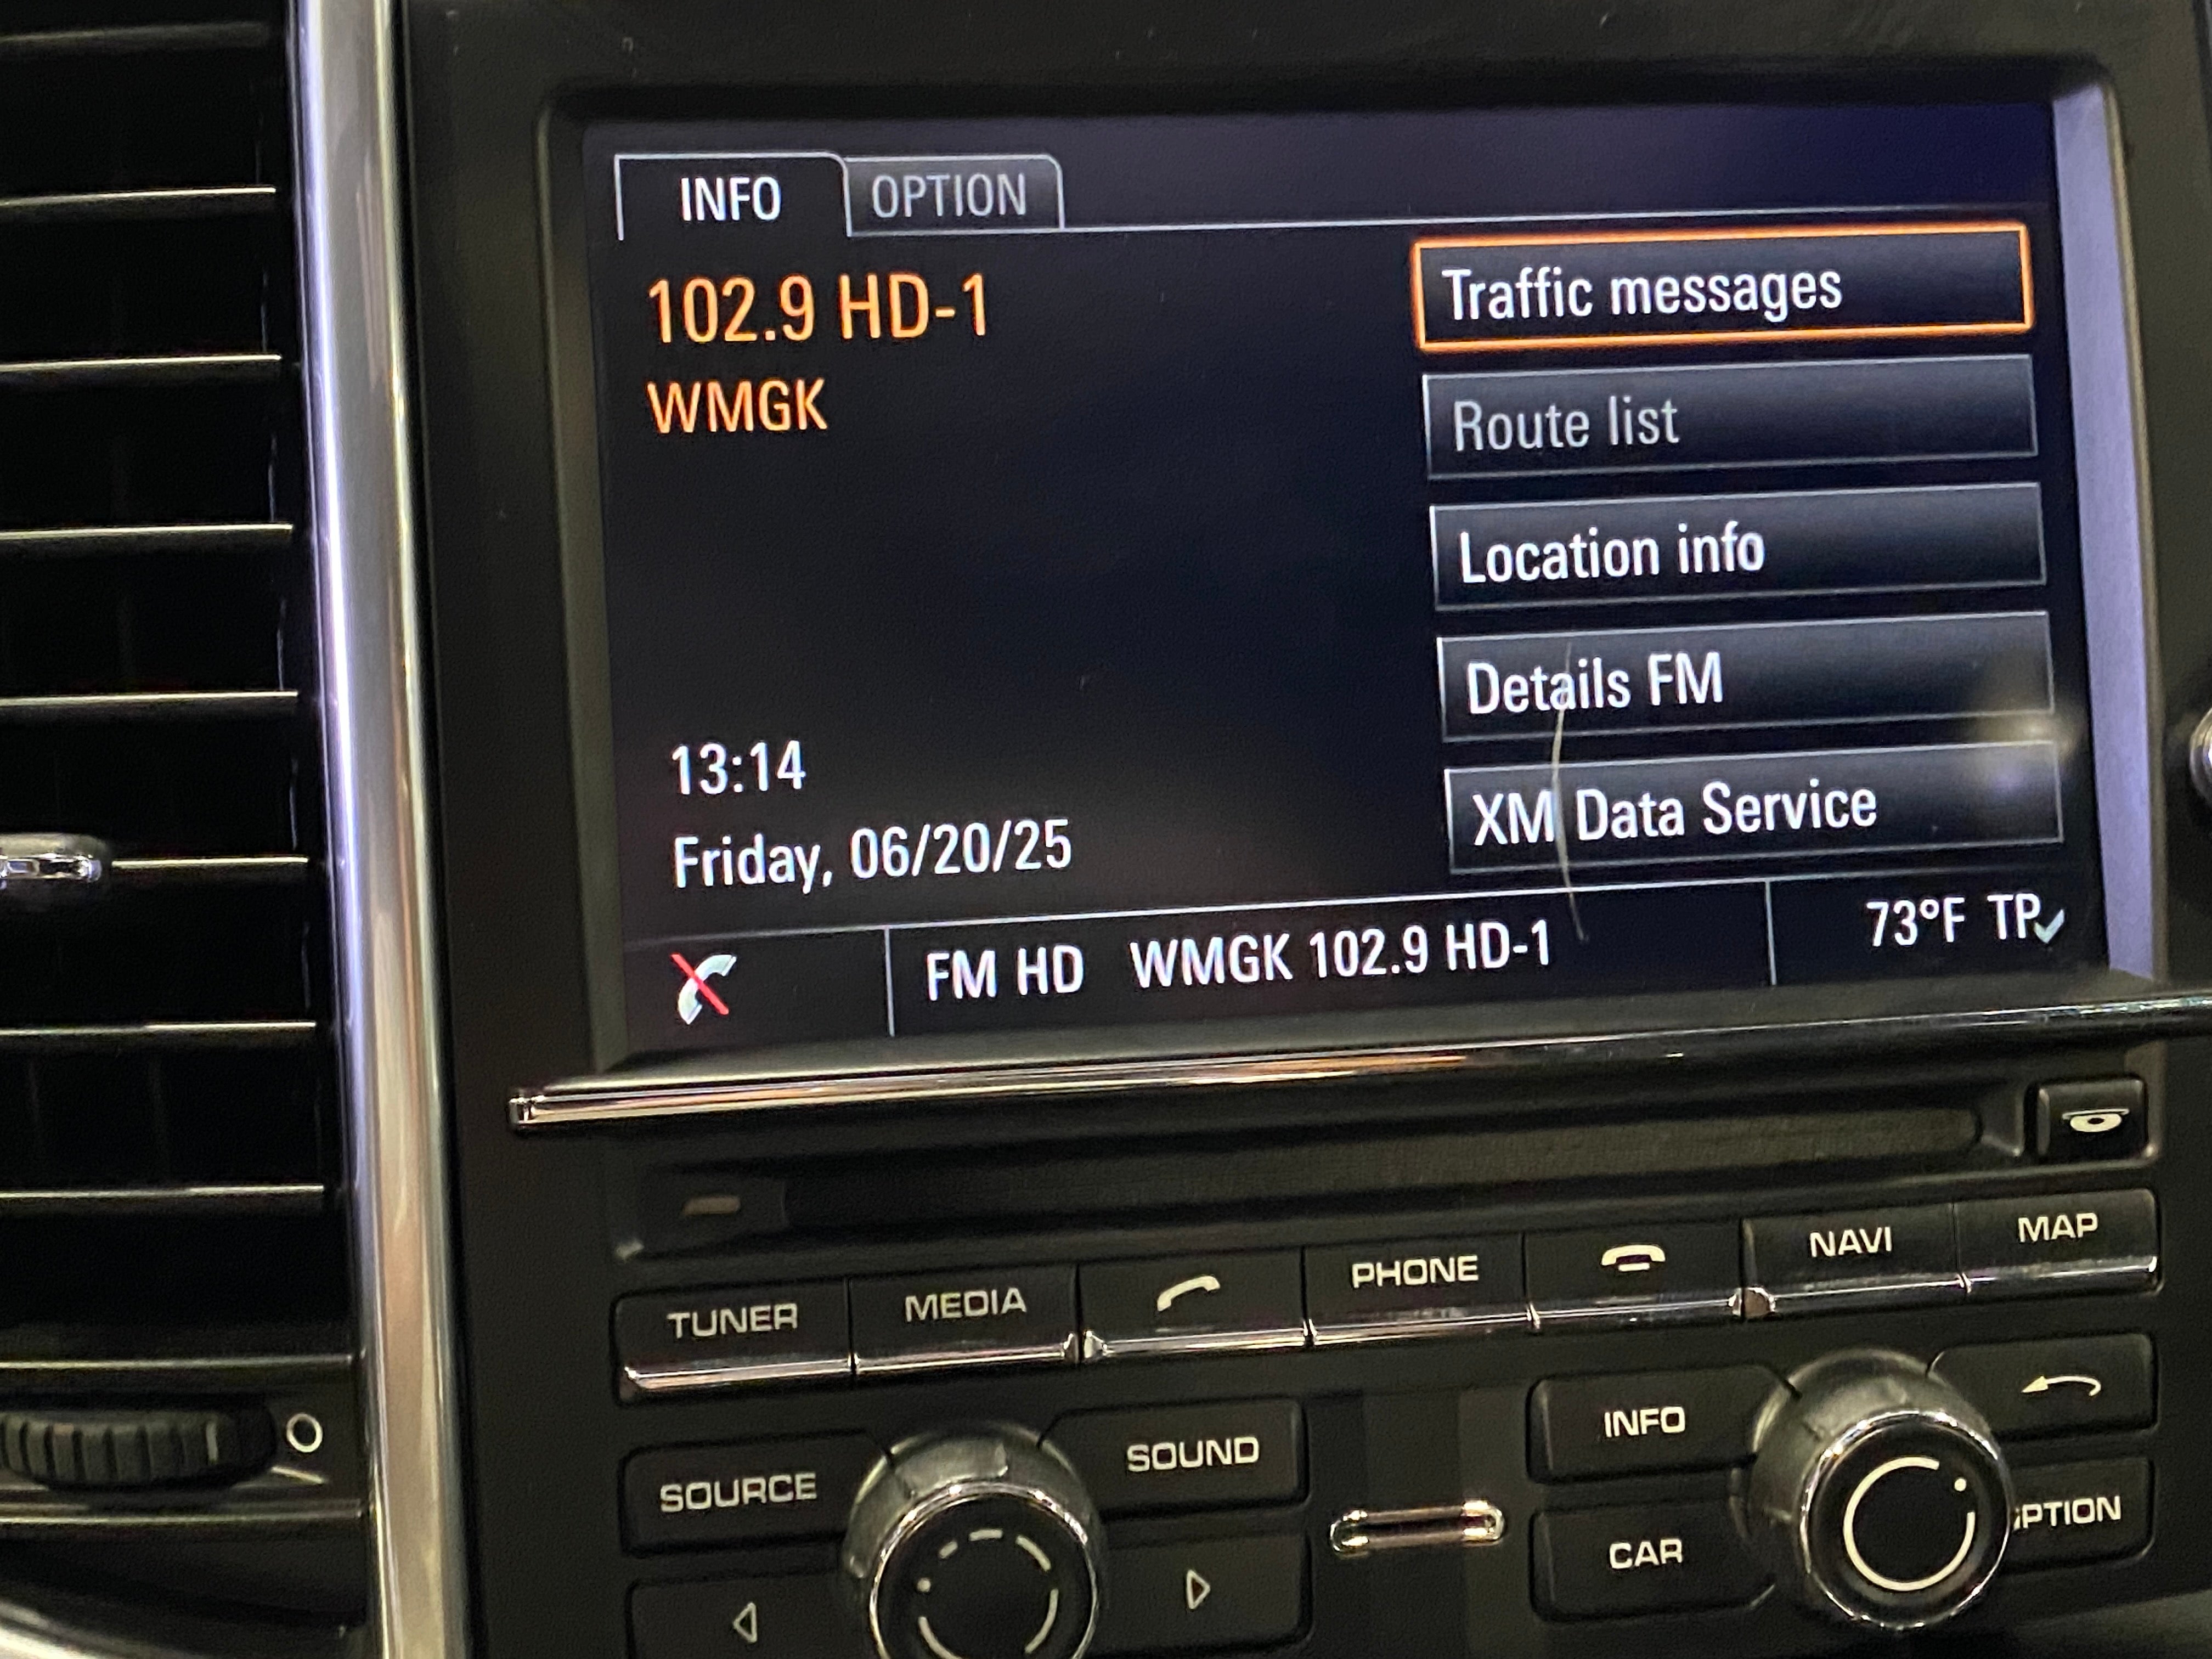 INFO OPTION
102.9 HD-1
WMGK
Traffic messages
Route list
Location info
Details FM
XM Data Service
13:14
Friday, 06/20/25
FM HD WMGK 102.9 HD-1 73°F TP
TUNER MEDIA PHONE NAVI MAP
SOURCE SOUND INFO
CAR PTION